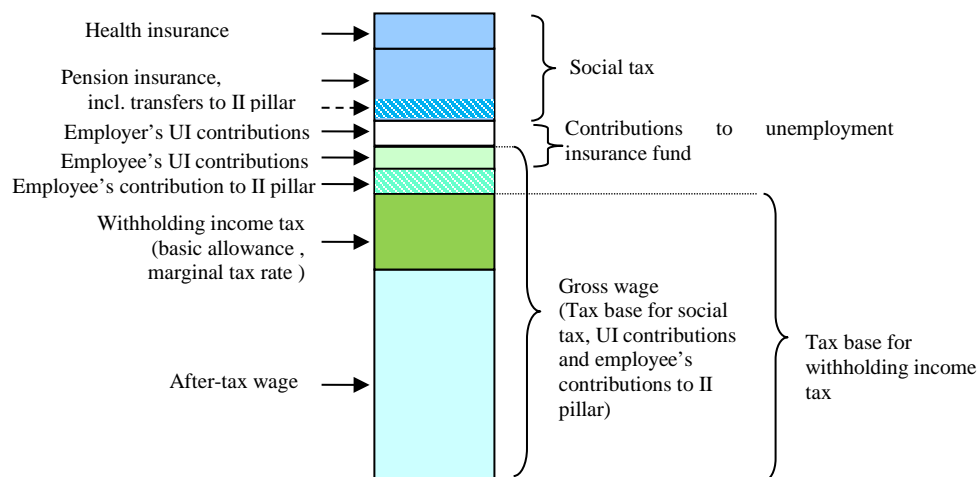 Health insurance
Pension insurance,
incl. transfers to II pillar
Employer's UI contributions
Employee's UI contributions
Employee's contribution to II pillar
Withholding income tax
(basic allowance ,
marginal tax rate )
After-tax wage
Social tax
Contributions to unemployment
insurance fund
Gross wage
(Tax base for social
tax, UI contributions
and employee's
contributions to II
pillar)
Tax base for
withholding income
tax